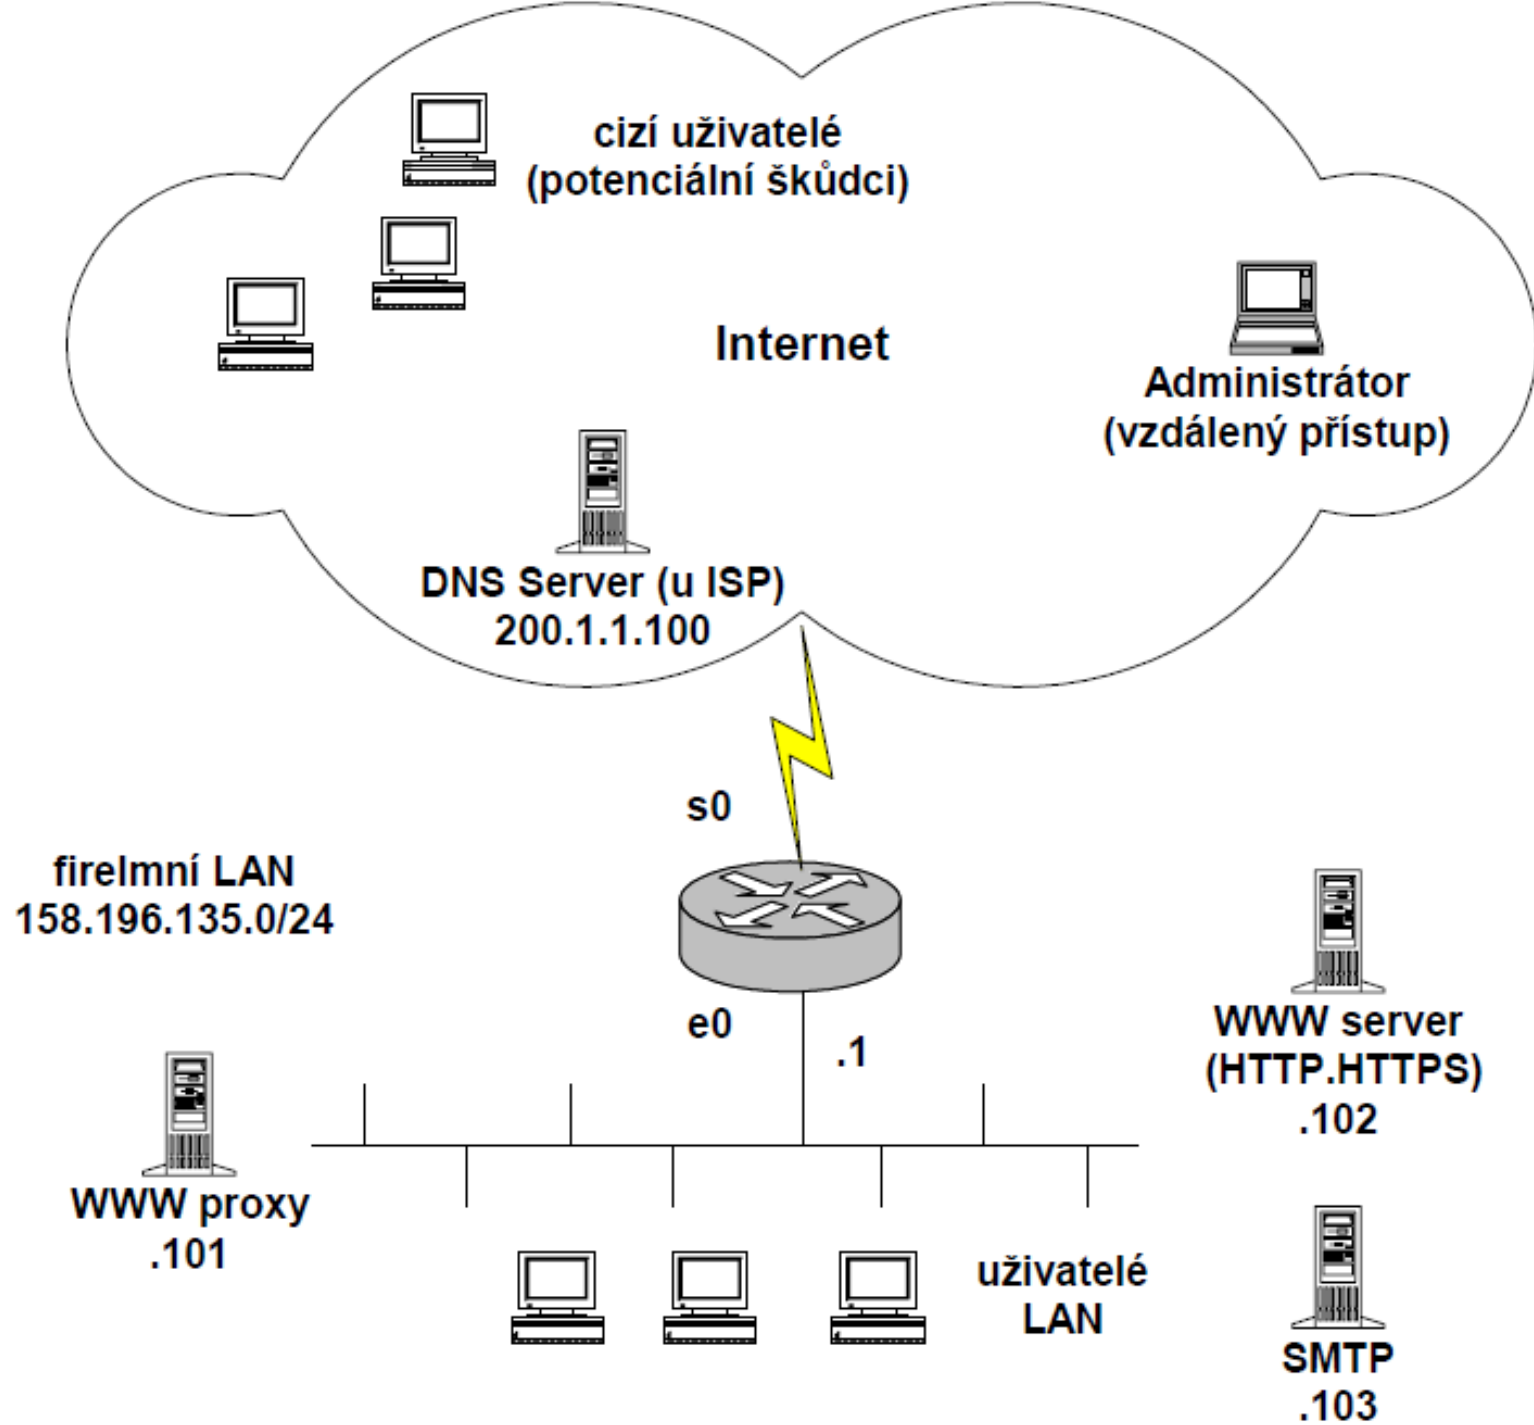 cizí uživatelé
(potenciální škůdci)
Internet
Administrátor
(vzdálený přístup)
DNS Server (u ISP)
200.1.1.100
s0
fireImní LAN
158.196.135.0/24
e0
.1
WWW server
(HTTP.HTTPS)
.102
WWW proxy
.101
uživatelé
LAN
SMTP
.103